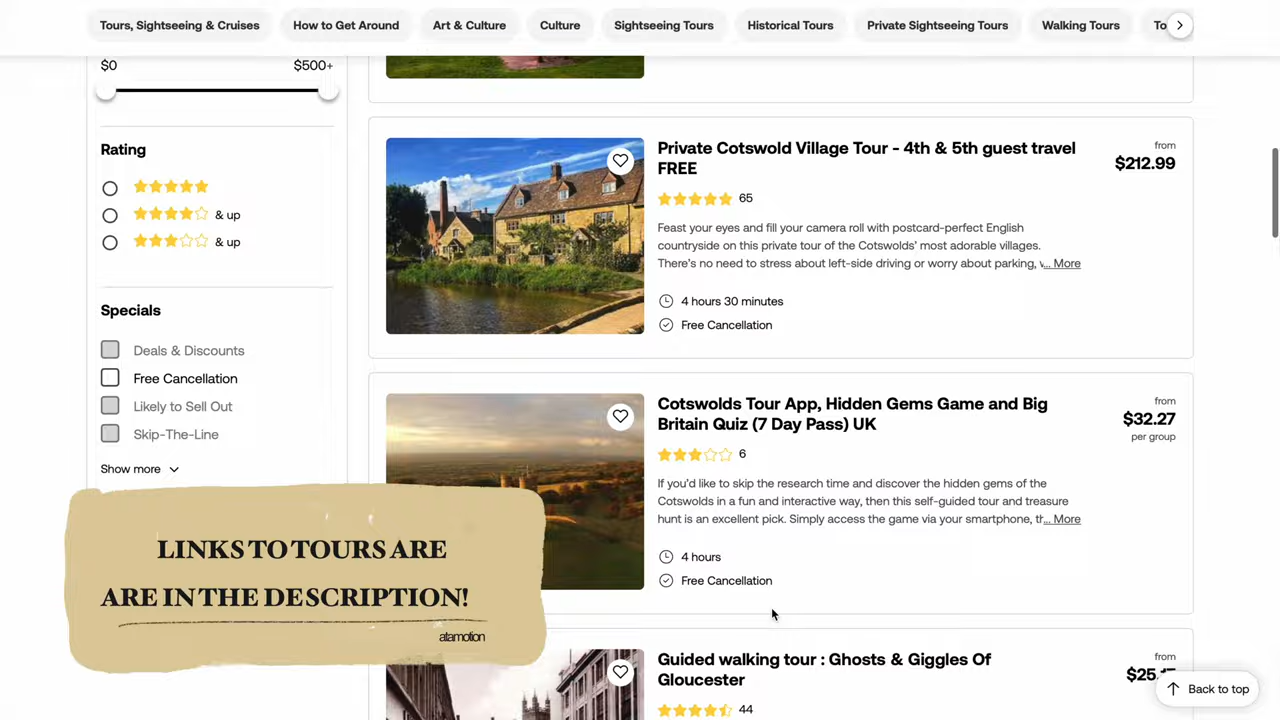 Tours, Sightseeing & Cruises
How to Get Around
Art & Culture
Culture
Sightseeing Tours
Historical Tours
Private Sightseeing Tours
Walking Tours
To
$0
$500+
Rating
& up
& up
Specials
Deals & Discounts
Free Cancellation
Likely to Sell Out
Skip-The-Line
Show more
Private Cotswold Village Tour - 4th & 5th guest travel
FREE
from
$212.99
65
Feast your eyes and fill your camera roll with postcard-perfect English
countryside on this private tour of the Cotswolds' most adorable villages.
There's no need to stress about left-side driving or worry about parking, ... More
4 hours 30 minutes
Free Cancellation
Cotswolds Tour App, Hidden Gems Game and Big
Britain Quiz (7 Day Pass) UK
from
$32.27
per group
6
If you'd like to skip the research time and discover the hidden gems of the
Cotswolds in a fun and interactive way, then this self-guided tour and treasure
hunt is an excellent pick. Simply access the game via your smartphone, ... More
4 hours
Free Cancellation
Guided walking tour : Ghosts & Giggles Of
Gloucester
from
44
Back to top
LINKS TO TOURS ARE
ARE IN THE DESCRIPTION!
atamotion